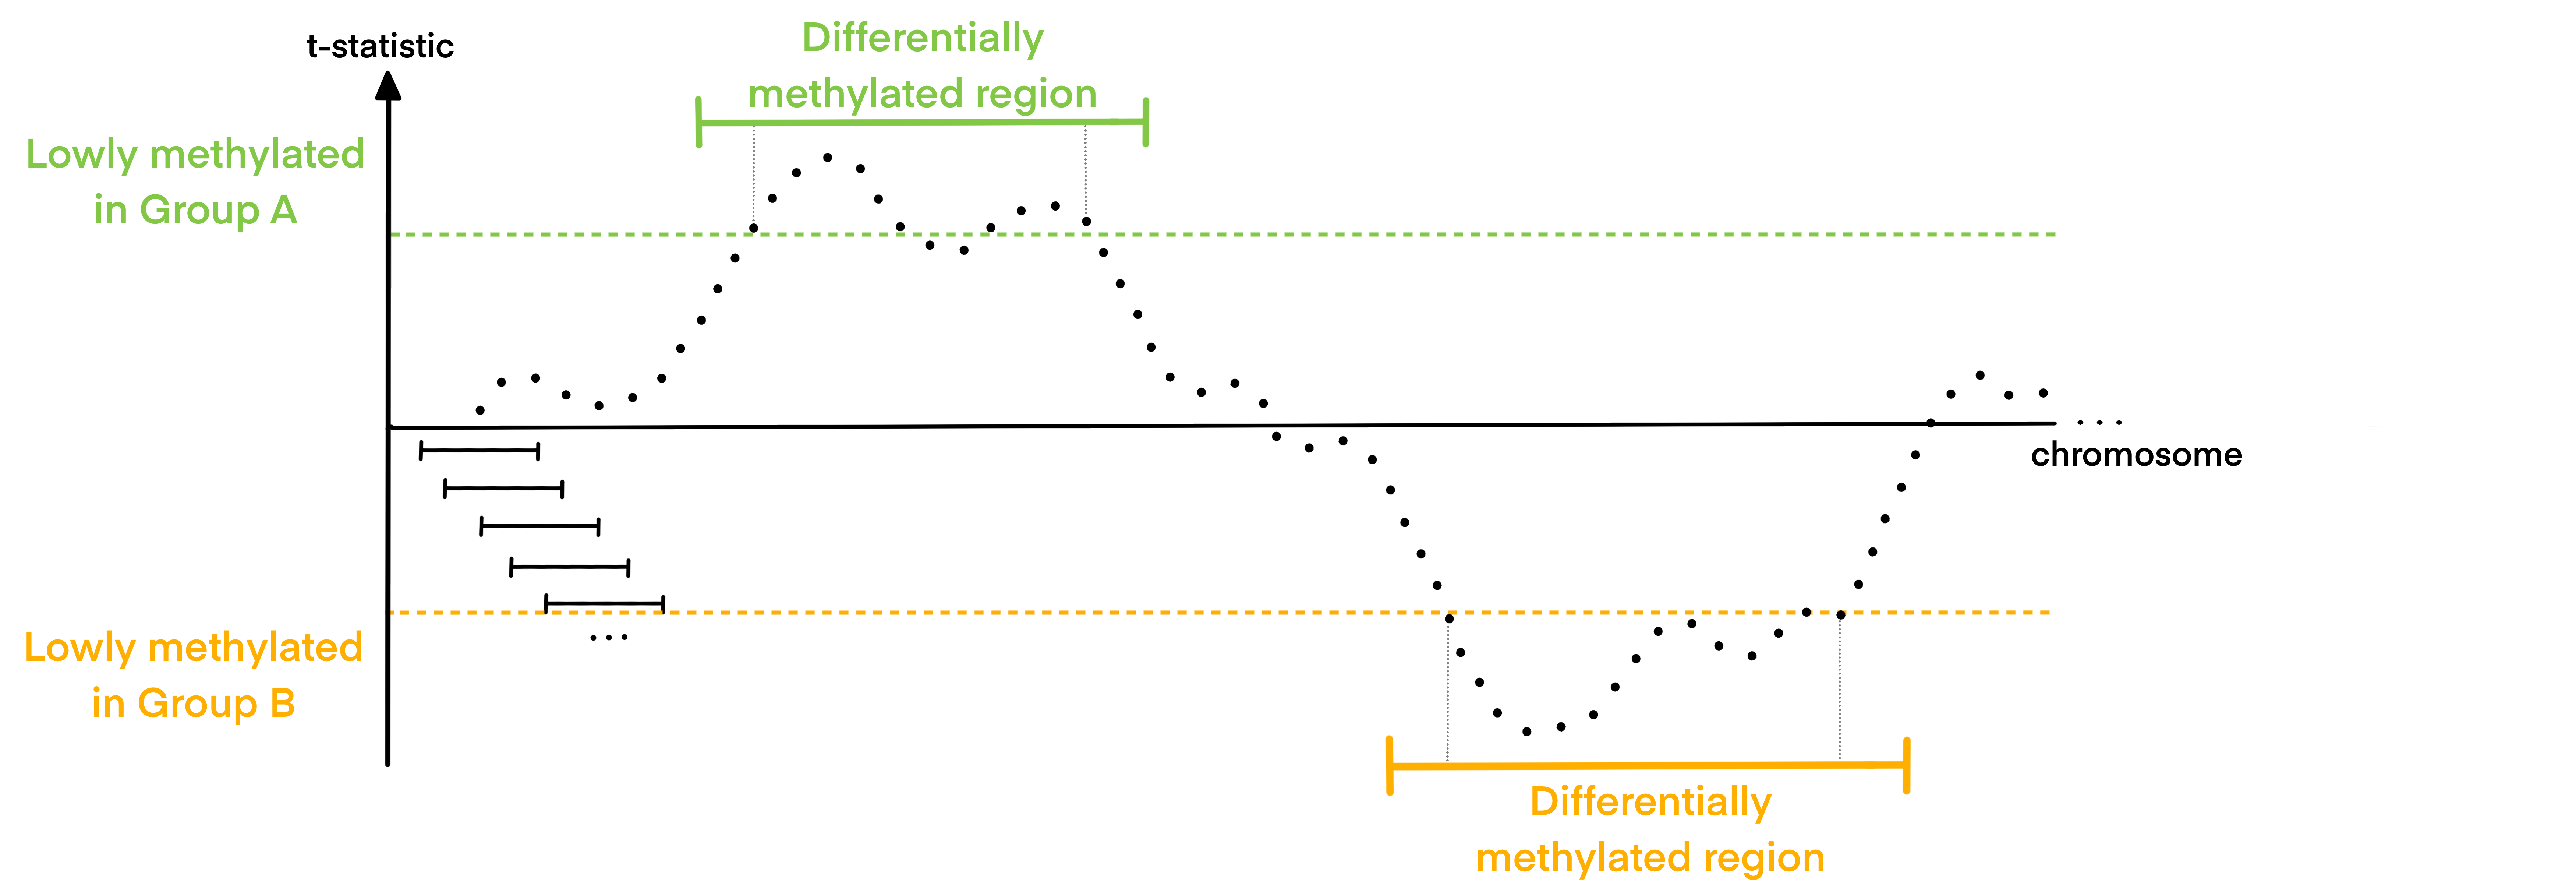 t-statistic
Differentially
methylated region
Lowly methylated
in Group A
chromosome
Lowly methylated
in Group B
Differentially
methylated region